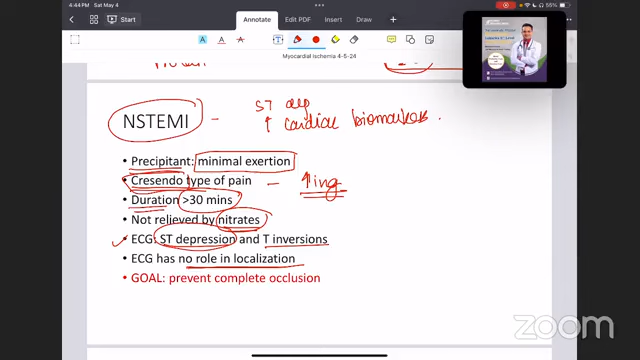 4:44 PM Sat May 4
55%
Annotate Edit PDF Insert Draw
Myocardial Ischemia 4-5-24
ST dep
NSTEMI - ↑ cardiac biomarkers.
• Precipitant: minimal exertion
• Cresendo type of pain - ↑ing
• Duration >30 mins
• Not relieved by nitrates
• ECG: ST depression and T inversions
• ECG has no role in localization
• GOAL: prevent complete occlusion
zoom